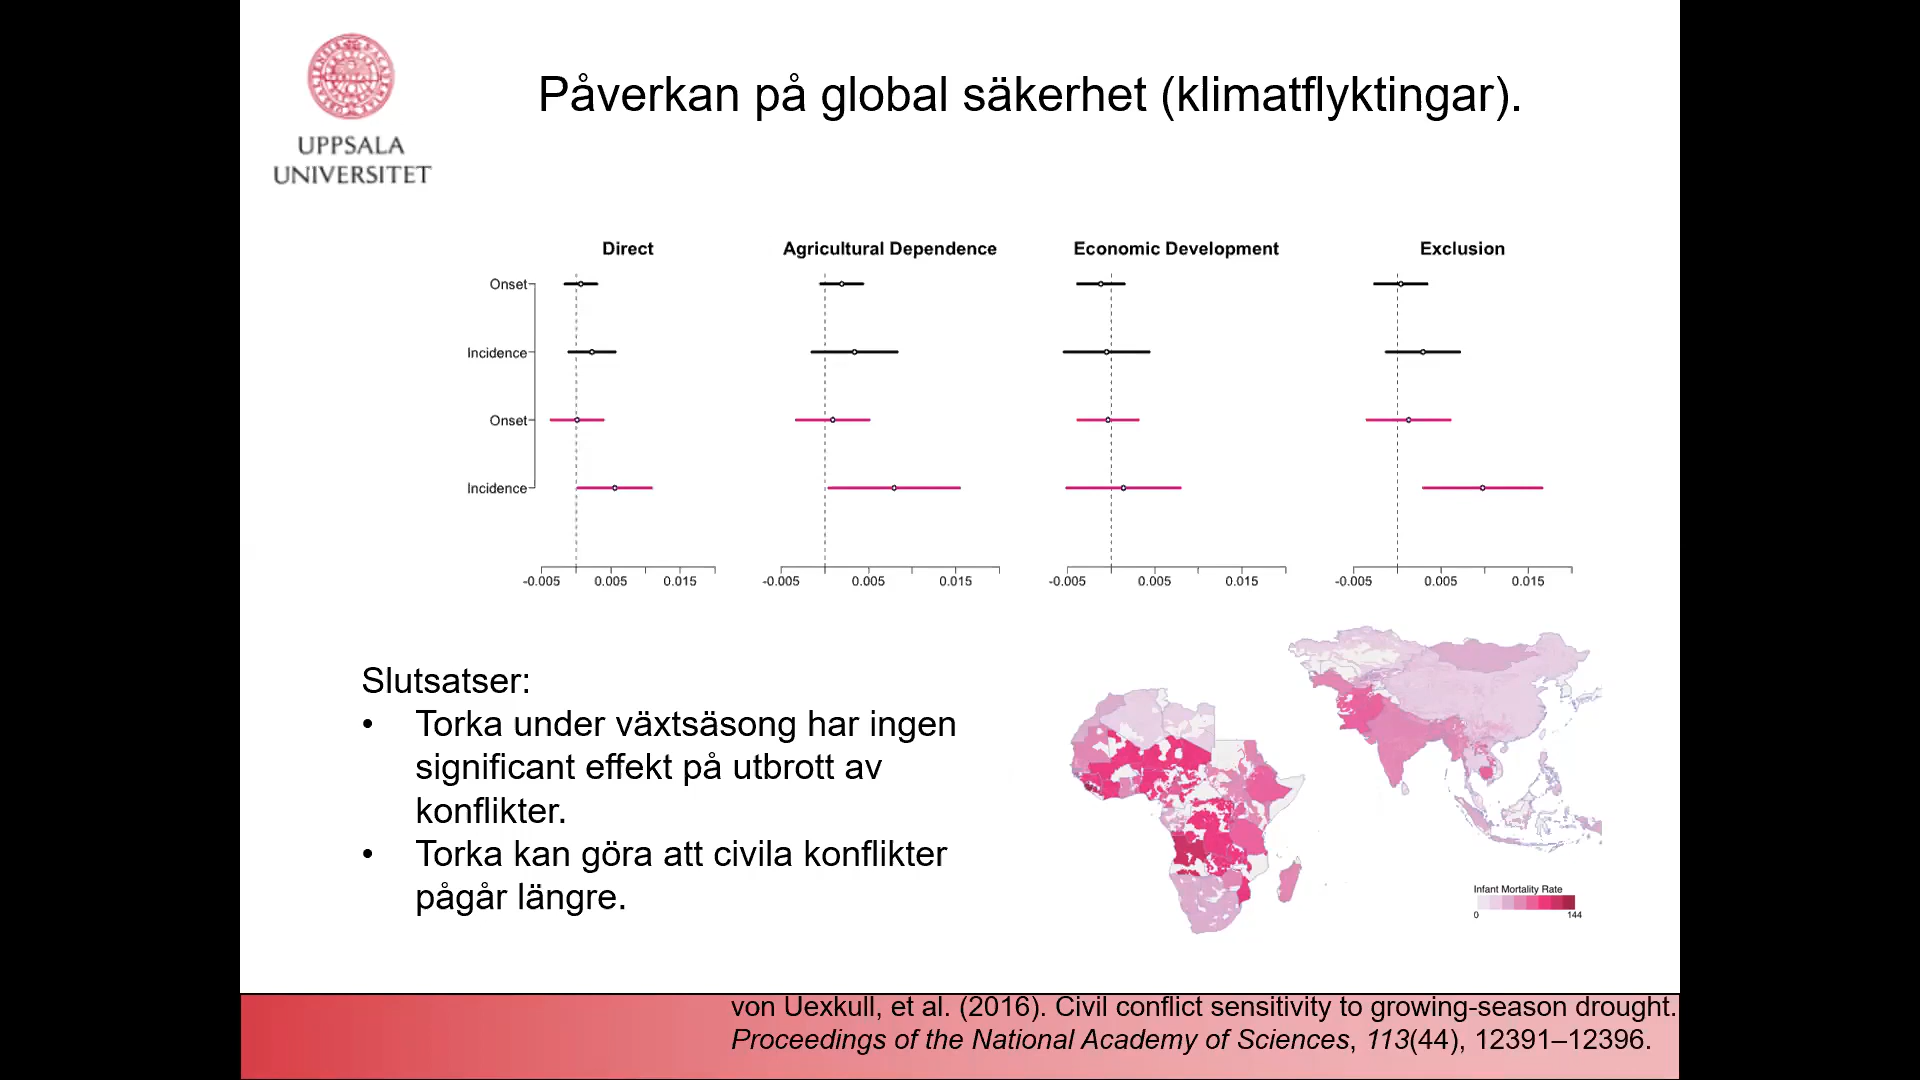 UPPSALA
UNIVERSITET
Påverkan på global säkerhet (klimatflyktingar).
Direct
Agricultural Dependence
Economic Development
Exclusion
Onset
Incidence
Onset
Incidence
-0.005 0.005 0.015
-0.005 0.005 0.015
-0.005 0.005 0.015
-0.005 0.005 0.015
Slutsatser:
• Torka under växtsäsong har ingen
significant effekt på utbrott av
konflikter.
• Torka kan göra att civila konflikter
pågår längre.
Infant Mortality Rate
0 144
von Uexkull, et al. (2016). Civil conflict sensitivity to growing-season drought.
Proceedings of the National Academy of Sciences, 113(44), 12391–12396.